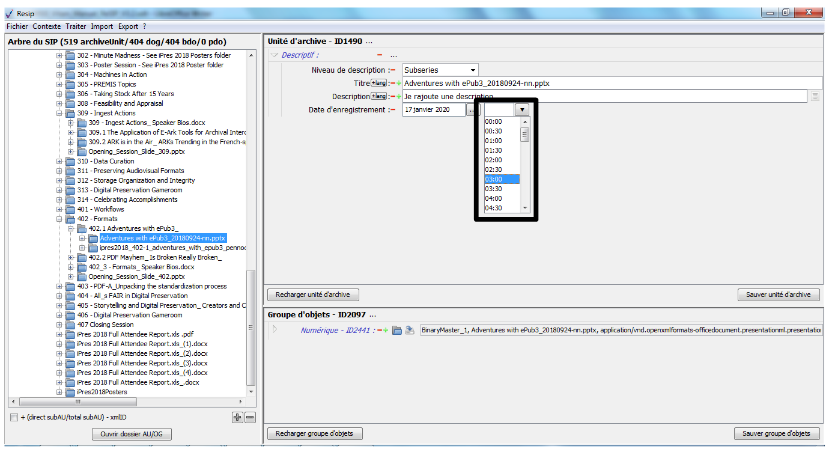 Resip
Fichier Contexte Traiter Import Export ?
Arbre du SIP (519 archiveUnit/404 dog/404 bdo/0 pdo)
302 - Minute Madness - See iPres 2018 Posters folder
303 - Poster Session - See iPres 2018 Poster folder
304 - Machines in Action
305 - PREMIS Topics
306 - Taking Stock After 15 Years
308 - Feasibility and Appraisal
309 - Ingest Actions
309 - Ingest Actions_ Speaker Bios.docx
309.1 The Application of E-Ark Tools for Archival Interc
309.2 ARK is in the Air_ ARKs Trending in the French-s
Opening_Session_Slide_309.pptx
310 - Data Curation
311 - Preserving Audiovisual Formats
312 - Storage Organization and Integrity
313 - Digital Preservation Gameroom
314 - Celebrating Accomplishments
401 - Workflows
402 - Formats
402.1 Adventures with ePub3_
Adventures with ePub3_20180924-nn.pptx
ipres2018_402-1_adventures_with_epub3_pennoc
402.2 PDF Mayhem_ Is Broken Really Broken_
402_3 - Formats_ Speaker Bios.docx
Opening_Session_Slide_402.pptx
403 - PDF-A_Unpacking the standardization process
404 - All_s FAIR in Digital Preservation
405 - Storytelling and Digital Preservation_ Creators and C
406 - Digital Preservation Gameroom
407 Closing Session
iPres 2018 Full Attendee Report.xls .pdf
iPres 2018 Full Attendee Report.xls_(1).docx
iPres 2018 Full Attendee Report.xls_(2).docx
iPres 2018 Full Attendee Report.xls_(3).docx
iPres 2018 Full Attendee Report.xls_(4).docx
iPres 2018 Full Attendee Report.xls_.docx
iPres2018Posters
+ (direct subAU/total subAU) - xmlID
Ouvrir dossier AU/OG
Unité d'archive - ID1490 ...
Descriptif : - ...
Niveau de description :- Subseries
Titre +lang :-+ Adventures with ePub3_20180924-nn.pptx
Description +lang :-+ Je rajoute une description
Date d'enregistrement :- 17 janvier 2020 ...
00:00
00:30
01:00
01:30
02:00
02:30
03:00
03:30
04:00
04:30
Recharger unité d'archive
Sauver unité d'archive
Groupe d'objets - ID2097 ...
Numérique - ID2441 : -+ BinaryMaster_1, Adventures with ePub3_20180924-nn.pptx, application/vnd.openxmlformats-officedocument.presentationml.presentatio
Recharger groupe d'objets
Sauver groupe d'objets